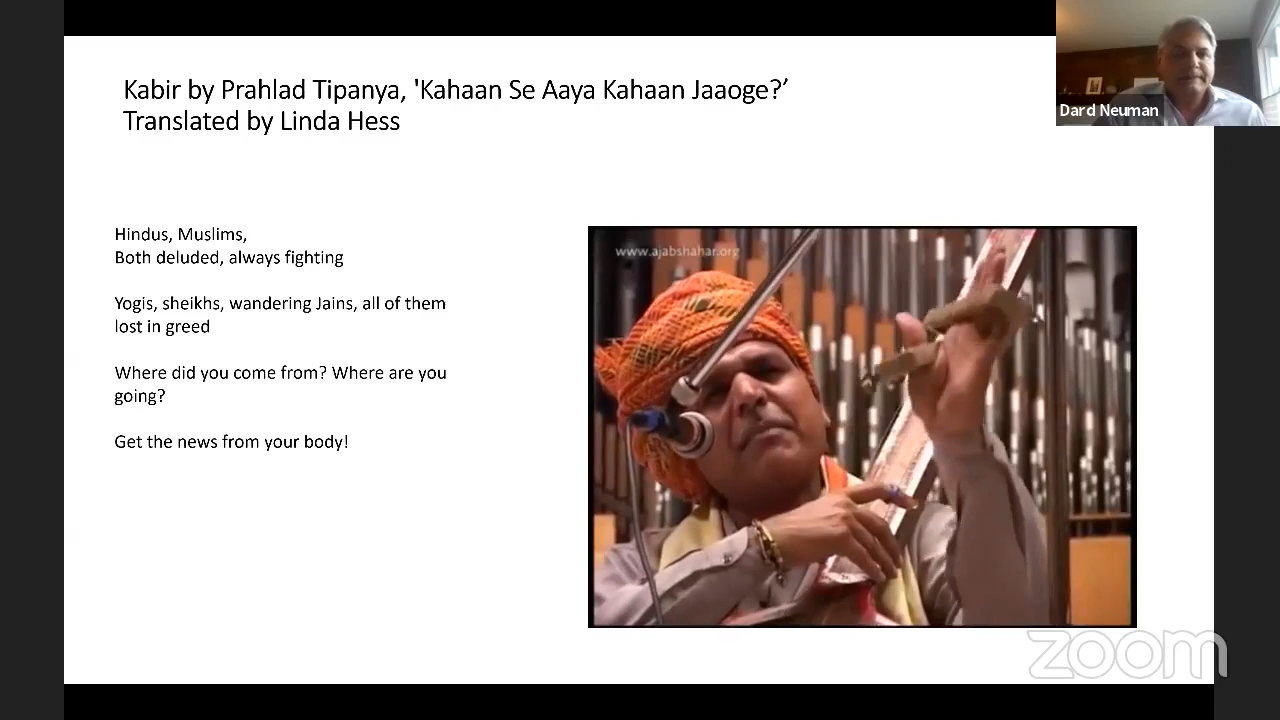 Kabir by Prahlad Tipanya, 'Kahaan Se Aaya Kahaan Jaaoge?’
Translated by Linda Hess
Dard Neuman
Hindus, Muslims,
Both deluded, always fighting
Yogis, sheikhs, wandering Jains, all of them
lost in greed
Where did you come from? Where are you
going?
Get the news from your body!
www.ajabshahar.org
zoom